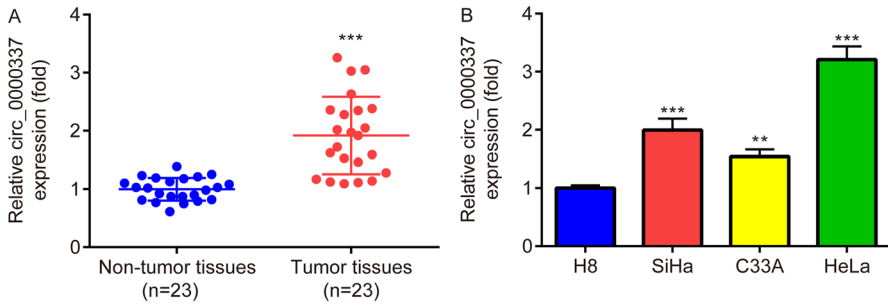 A
Relative circ_0000337
expression (fold)
4
3
2
1
0
***
Non-tumor tissues
(n=23)
Tumor tissues
(n=23)
B
Relative circ_0000337
expression (fold)
4
3
2
1
0
***
**
***
H8
SiHa
C33A
HeLa